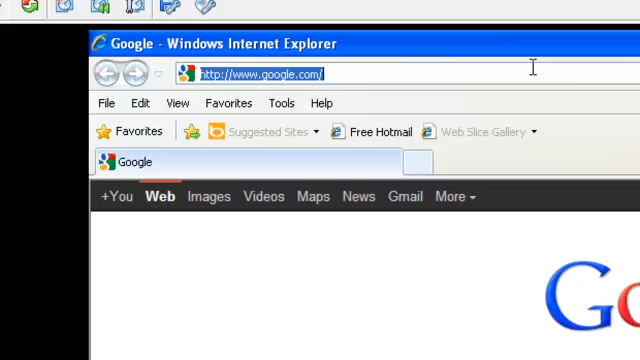 Google - Windows Internet Explorer
http://www.google.com/
File Edit View Favorites Tools Help
Favorites Suggested Sites Free Hotmail Web Slice Gallery
Google
+You Web Images Videos Maps News Gmail More